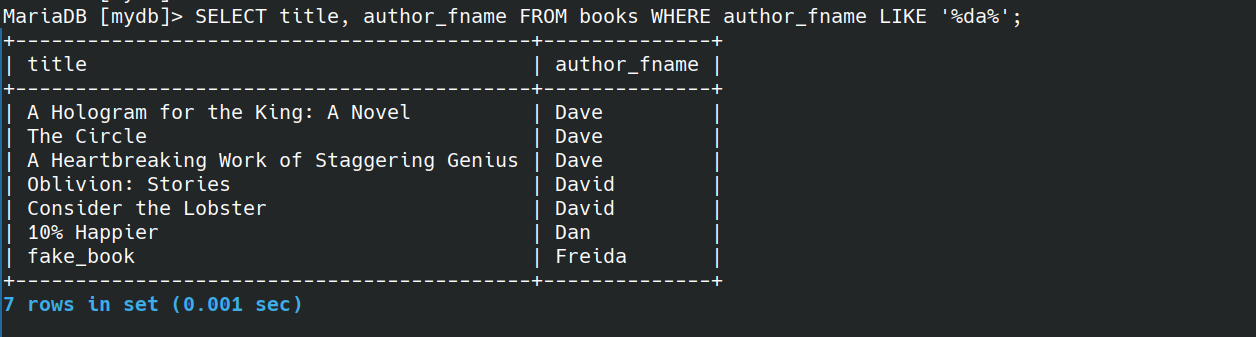 MariaDB [mydb]> SELECT title, author_fname FROM books WHERE author_fname LIKE '%da%';
+-------------------------------------------+--------------+
| title                                     | author_fname |
+-------------------------------------------+--------------+
| A Hologram for the King: A Novel          | Dave         |
| The Circle                                | Dave         |
| A Heartbreaking Work of Staggering Genius | Dave         |
| Oblivion: Stories                         | David        |
| Consider the Lobster                      | David        |
| 10% Happier                               | Dan          |
| fake_book                                 | Freida       |
+-------------------------------------------+--------------+
7 rows in set (0.001 sec)